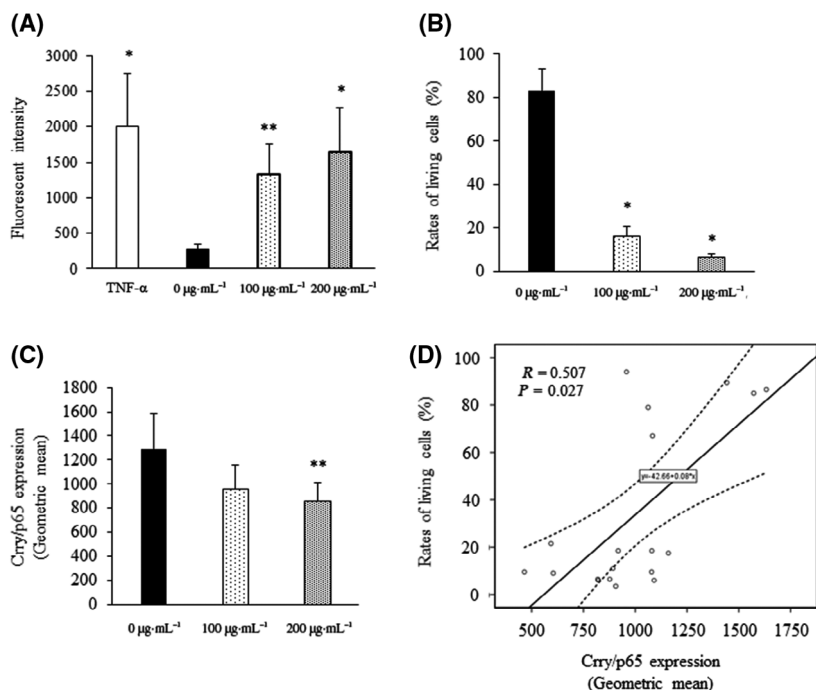 (A)
*
**
*
3000
2500
2000
1500
1000
500
0
Fluorescent intensity
TNF-α 0 µg·mL⁻¹ 100 µg·mL⁻¹ 200 µg·mL⁻¹
(B)
100
80
60
40
20
0
Rates of living cells (%)
*
*
0 µg·mL⁻¹ 100 µg·mL⁻¹ 200 µg·mL⁻¹
(C)
1800
1600
1400
1200
1000
800
600
400
200
0
Crry/p65 expression
(Geometric mean)
**
0 µg·mL⁻¹ 100 µg·mL⁻¹ 200 µg·mL⁻¹
(D)
100
80
60
40
20
0
Rates of living cells (%)
R = 0.507
P = 0.027
y=-42.66+0.08*x
500 750 1000 1250 1500 1750
Crry/p65 expression
(Geometric mean)